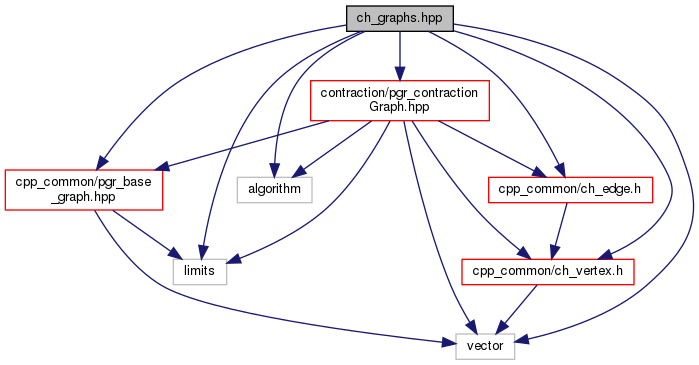 ch_graphs.hpp
contraction/pgr_contraction
Graph.hpp
cpp_common/pgr_base
_graph.hpp
algorithm
cpp_common/ch_edge.h
limits
cpp_common/ch_vertex.h
vector